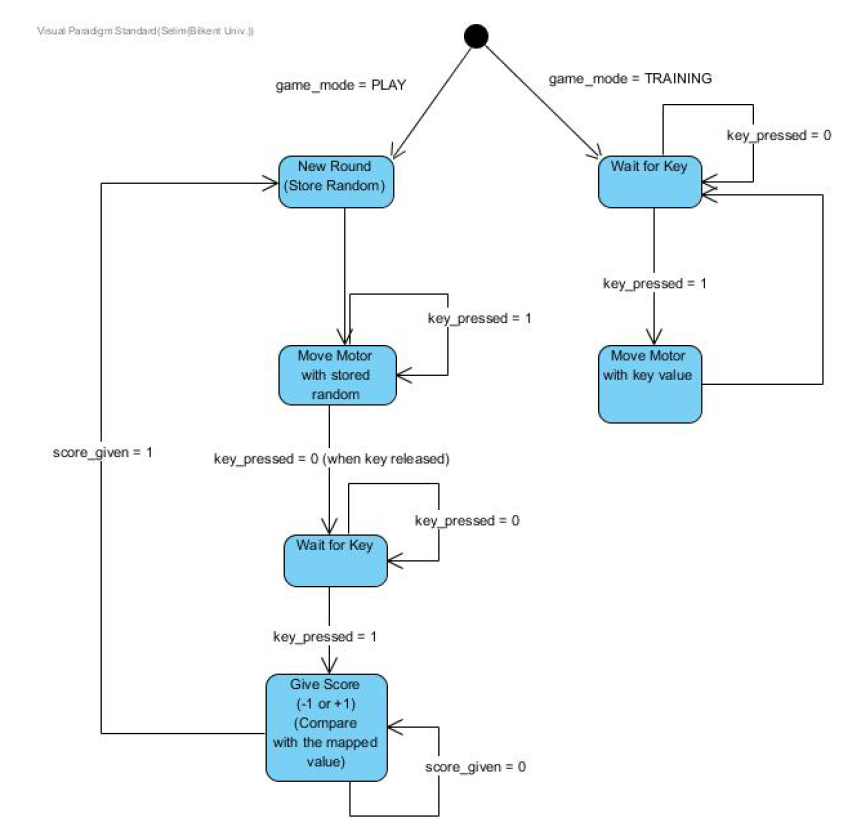 Visual Paradigm Standard(Selim(Bilkent Univ.))
game_mode = PLAY
game_mode = TRAINING
New Round
(Store Random)
Wait for Key
key_pressed = 0
key_pressed = 1
key_pressed = 1
Move Motor
with stored
random
Move Motor
with key value
score_given = 1
key_pressed = 0 (when key released)
key_pressed = 0
Wait for Key
key_pressed = 1
Give Score
(-1 or +1)
(Compare
with the mapped
value)
score_given = 0